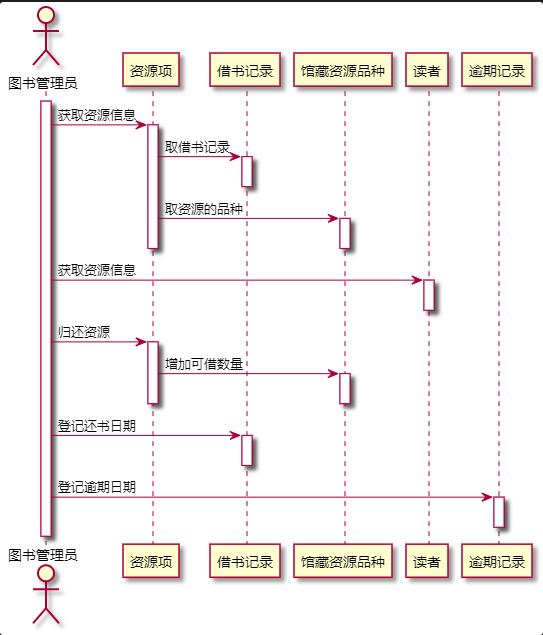 图书管理员
资源项
借书记录
馆藏资源品种
读者
逾期记录
获取资源信息
取借书记录
取资源的品种
获取资源信息
归还资源
增加可借数量
登记还书日期
登记逾期日期
图书管理员
资源项
借书记录
馆藏资源品种
读者
逾期记录